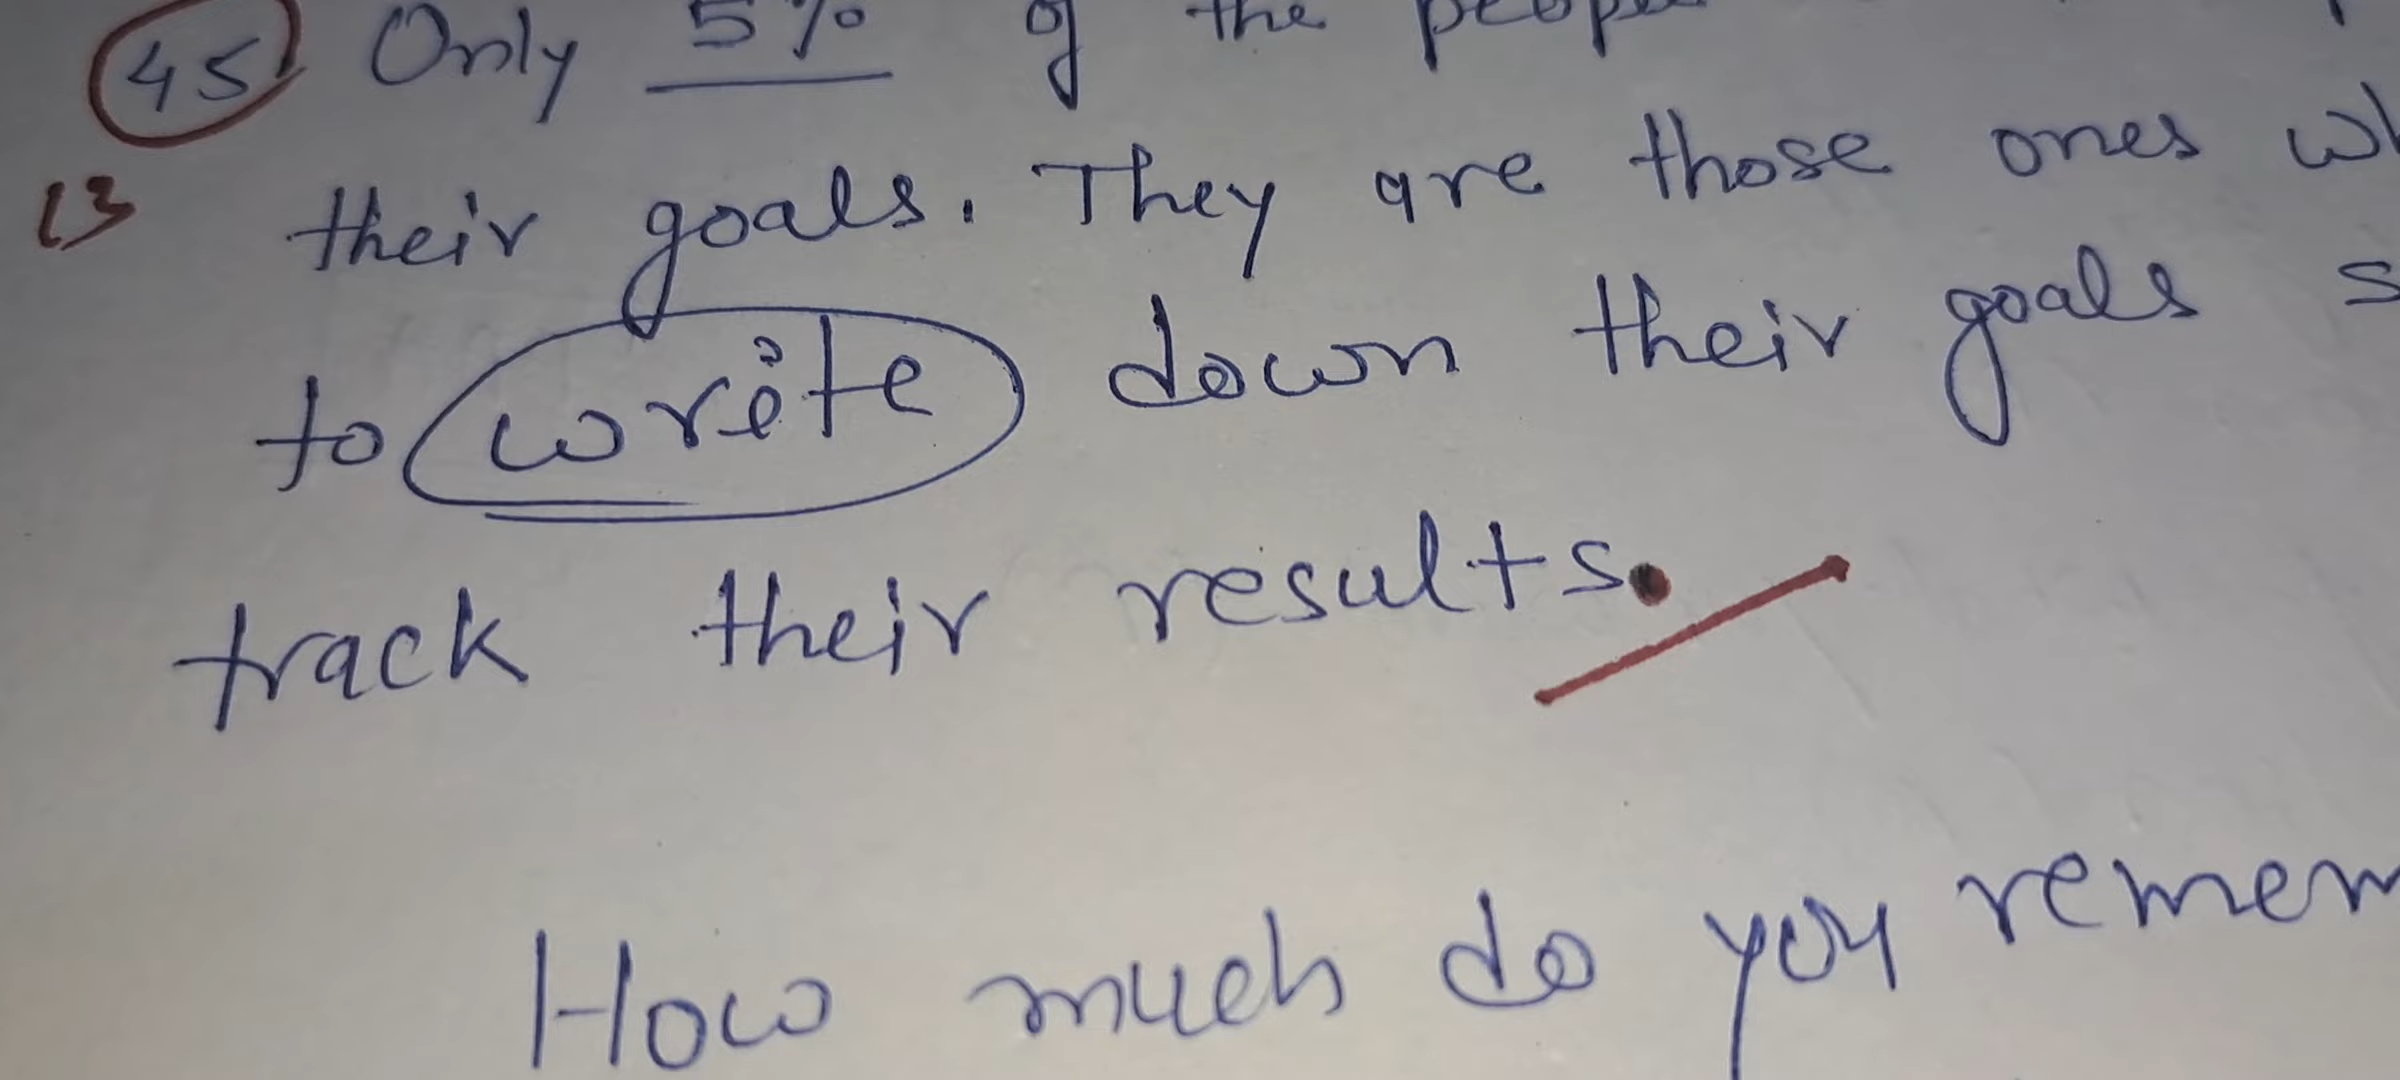 45 Only 5% of the
13 their goals. They are those ones
to write down their goals
track their results.
How much do you